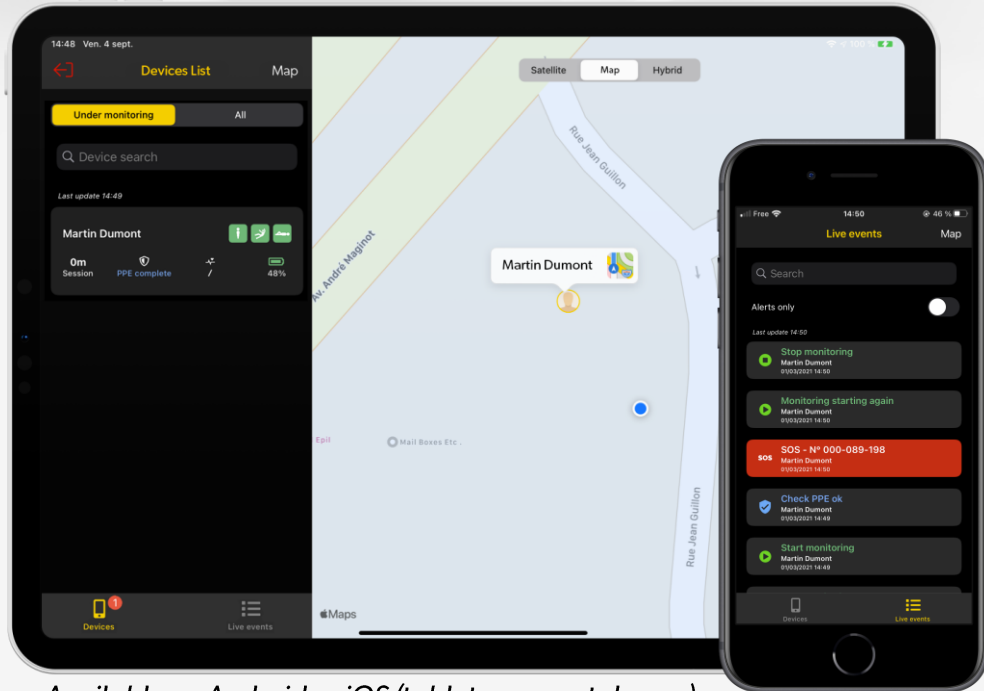 14:48 Ven. 4 sept.
100 %
Devices List
Map
Under monitoring
All
Device search
Last update 14:49
Martin Dumont
0m
Session
PPE complete
/
48%
Devices
1
Live events
Satellite
Map
Hybrid
Rue Jean Guillon
Av. André Maginot
Martin Dumont
Epil
Mail Boxes Etc.
Rue Jean Guillon
Maps
Free
14:50
46 %
Live events
Map
Search
Alerts only
Last update 14:50
Stop monitoring
Martin Dumont
01/03/2021 14:50
Monitoring starting again
Martin Dumont
01/03/2021 14:50
SOS
SOS - N° 000-089-198
Martin Dumont
01/03/2021 14:50
Check PPE ok
Martin Dumont
01/03/2021 14:49
Start monitoring
Martin Dumont
01/03/2021 14:49
Devices
Live events